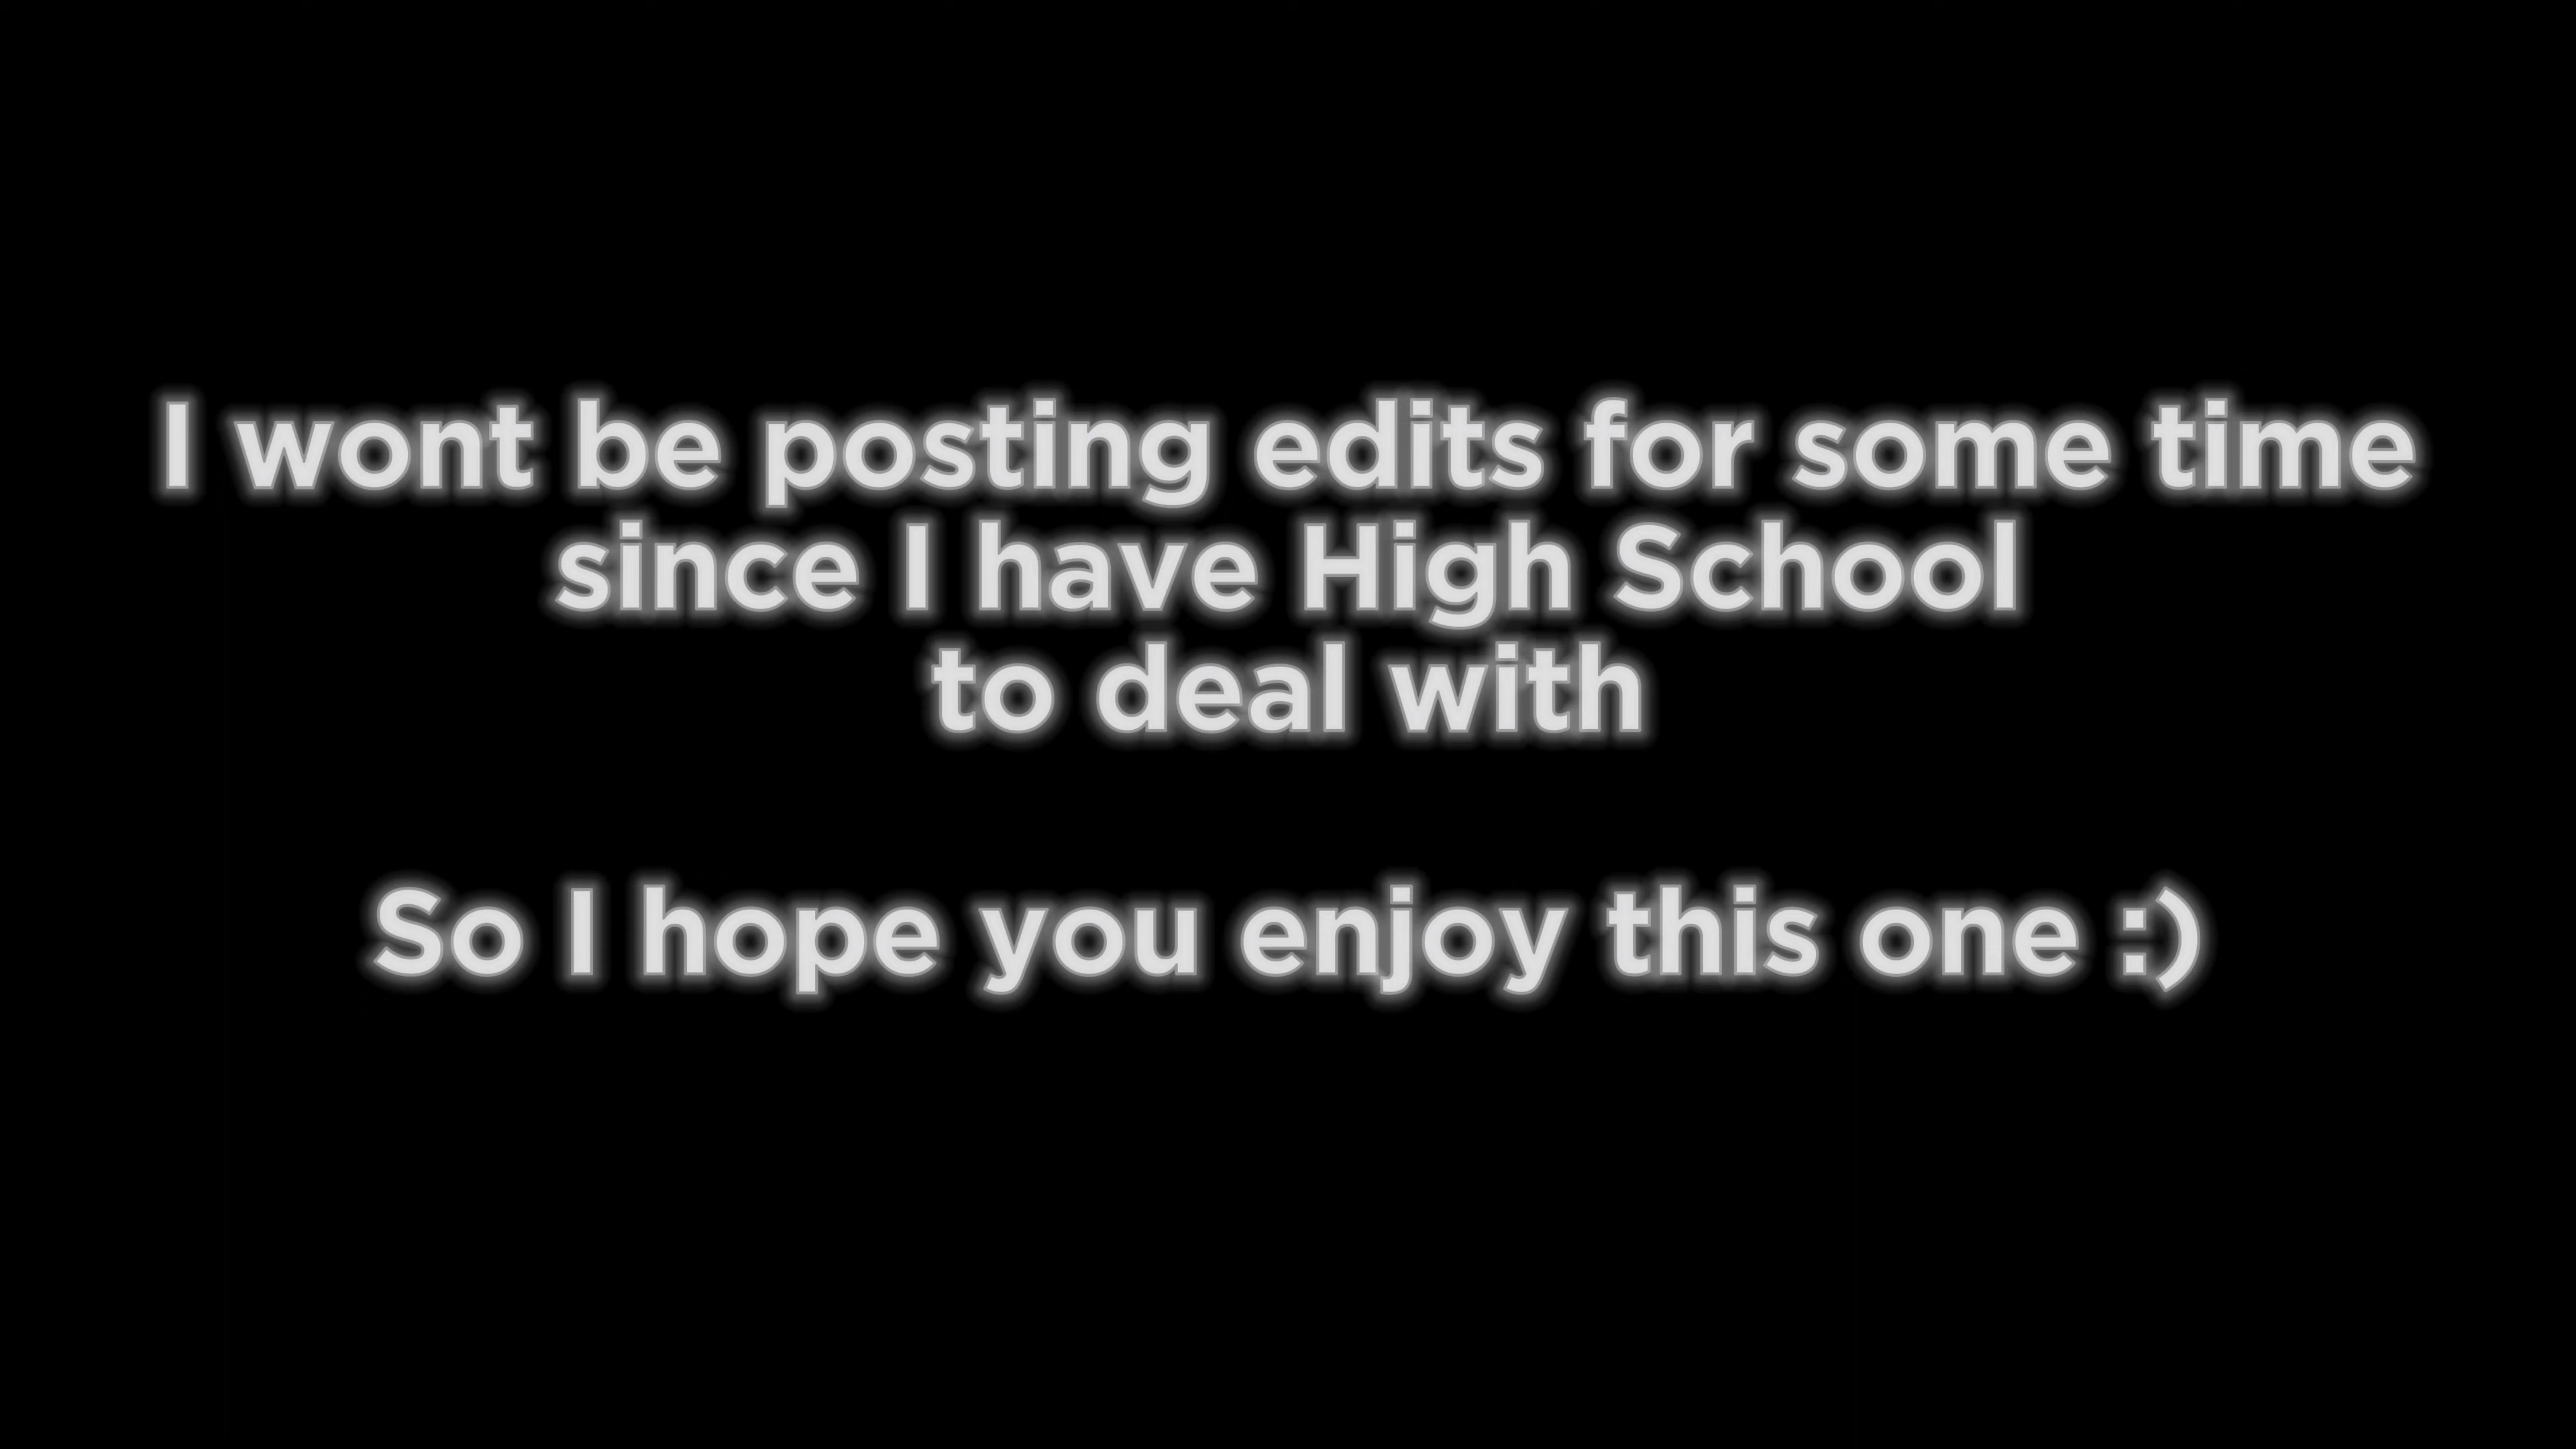 I wont be posting edits for some time
since I have High School
to deal with
So I hope you enjoy this one :)